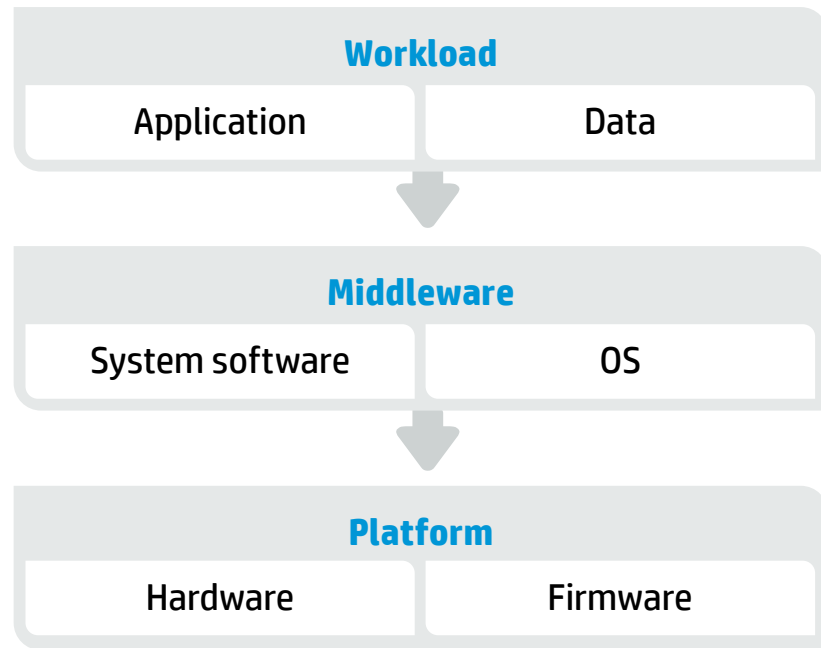 Workload
Application Data
Middleware
System software OS
Platform
Hardware Firmware